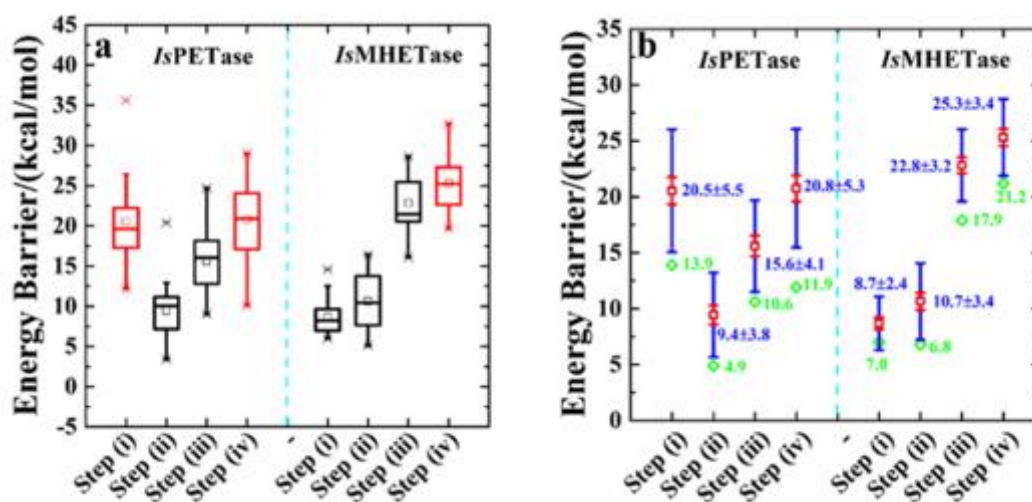 a
IsPETase
IsMHETase
Energy Barrier/(kcal/mol)
45
40
35
30
25
20
15
10
5
0
-5
Step (i)
Step (ii)
Step (iii)
Step (iv)
-
Step (i)
Step (ii)
Step (iii)
Step (iv)
b
IsPETase
IsMHETase
Energy Barrier/(kcal/mol)
35
30
25
20
15
10
5
0
20.5±5.5
13.9
9.4±3.8
4.9
15.6±4.1
10.6
20.8±5.3
11.9
8.7±2.4
7.0
10.7±3.4
6.8
22.8±3.2
17.9
25.3±3.4
21.2
Step (i)
Step (ii)
Step (iii)
Step (iv)
-
Step (i)
Step (ii)
Step (iii)
Step (iv)